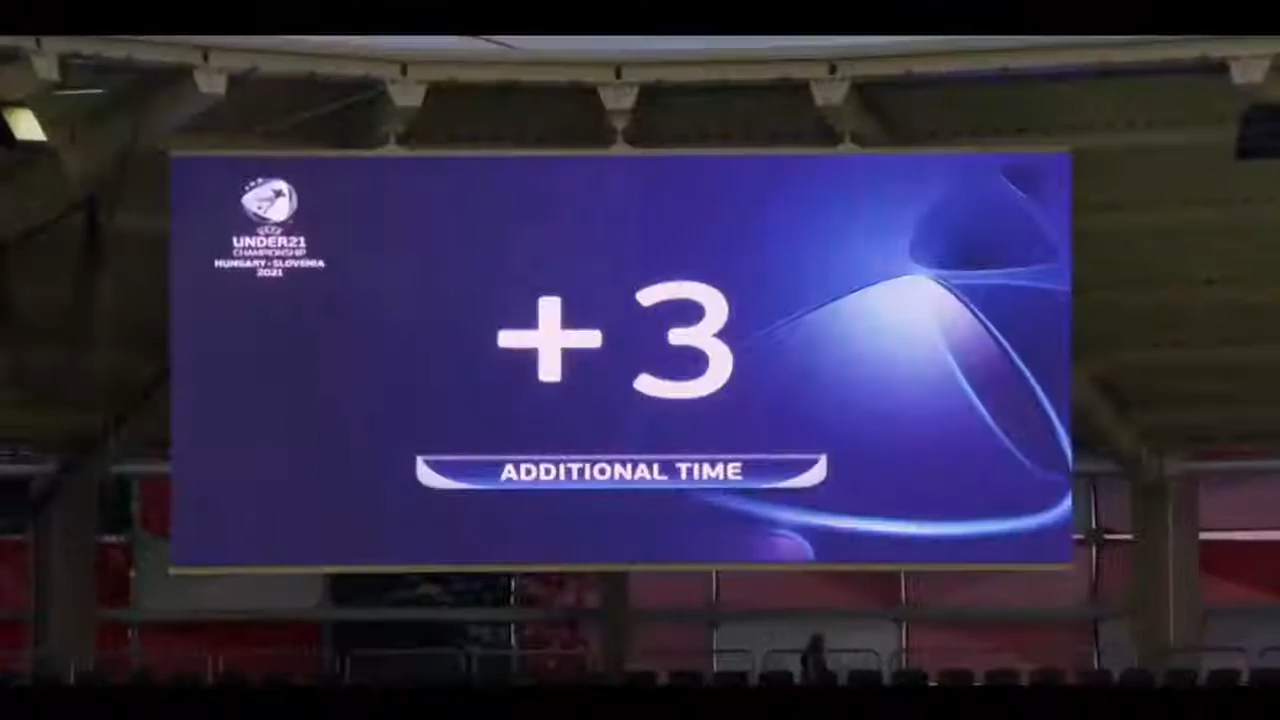 UEFA
UNDER21
CHAMPIONSHIP
HUNGARY - SLOVENIA
2021
+3
ADDITIONAL TIME